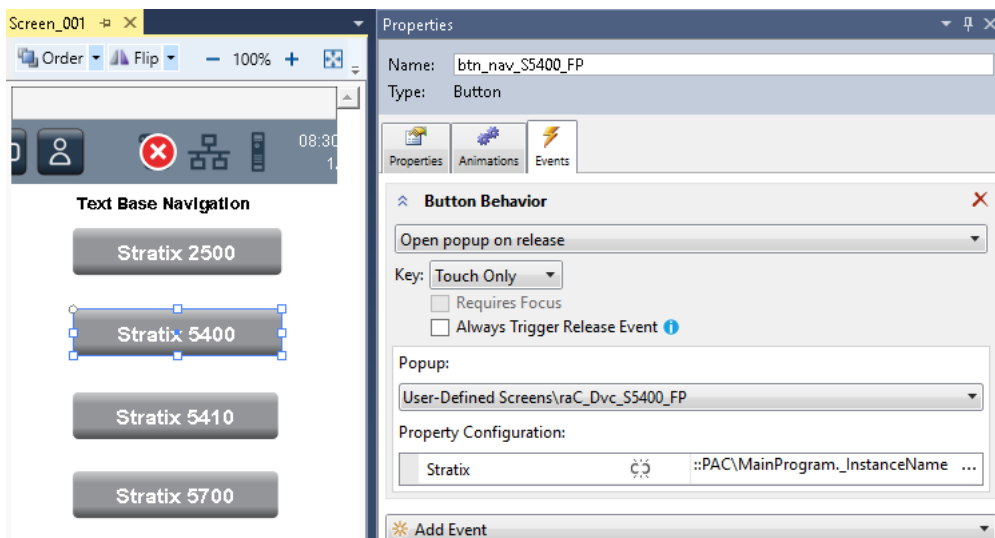 Screen_001
Order
Flip
100%
08:30
1.
Text Base Navigation
Stratix 2500
Stratix 5400
Stratix 5410
Stratix 5700
Properties
Name: btn_nav_S5400_FP
Type: Button
Properties Animations Events
Button Behavior
Open popup on release
Key: Touch Only
Requires Focus
Always Trigger Release Event
Popup:
User-Defined Screens\raC_Dvc_S5400_FP
Property Configuration:
Stratix ::PAC\MainProgram._InstanceName ...
Add Event